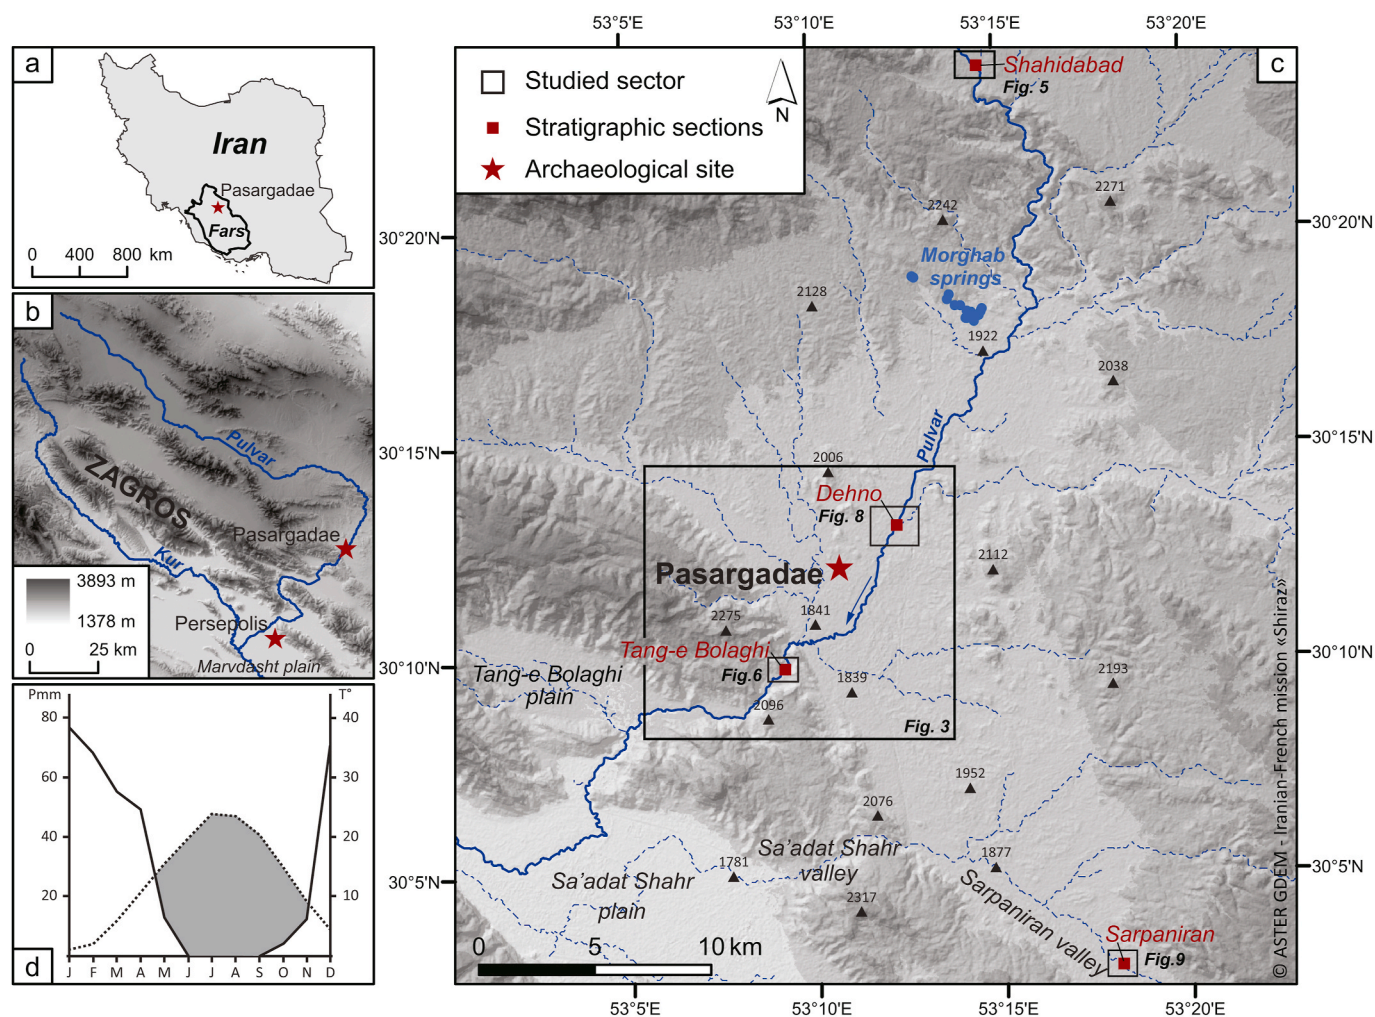 a
Iran
Pasargadae
Fars
0 400 800 km
b
Pulvar
ZAGROS
Pasargadae
Kur
3893 m
1378 m
0 25 km
Persepolis
Marvdasht plain
Pmm T°
80 40
60 30
40 20
20 10
d
J F M A M J J A S O N D
53°5'E 53°10'E 53°15'E 53°20'E
c
Studied sector
Stratigraphic sections
Archaeological site
N
Shahidabad
Fig. 5
2271
2242
30°20'N
30°20'N
Morghab
springs
2128
1922
2038
Pulvar
30°15'N
30°15'N
2006
Dehno
Fig. 8
2112
Pasargadae
2275
1841
Tang-e Bolaghi
Fig.6
30°10'N
30°10'N
Tang-e Bolaghi
plain
1839
2193
2096
Fig. 3
1952
2076
Sa'adat Shahr
valley
1781
1877
30°5'N
30°5'N
Sa'adat Shahr
plain
2317
Sarpaniran valley
Sarpaniran
Fig.9
0 5 10 km
© ASTER GDEM - Iranian-French mission «Shiraz»
53°5'E 53°10'E 53°15'E 53°20'E